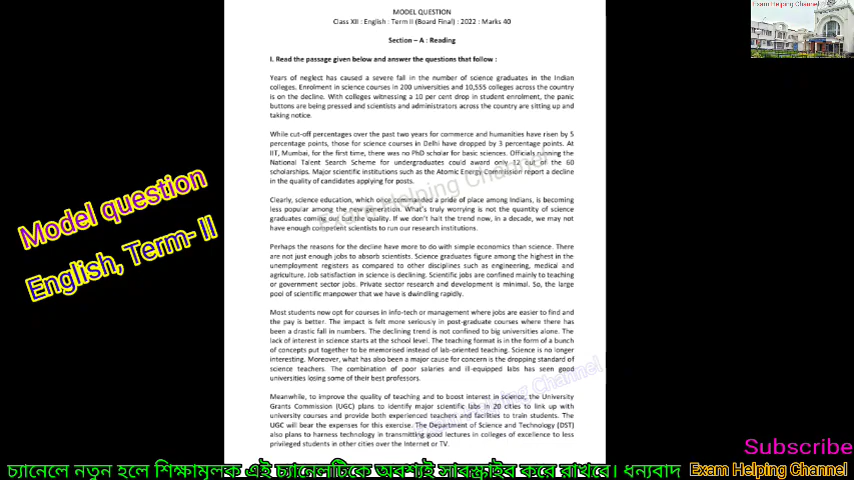 MODEL QUESTION
Class XII : English : Term II (Board Final) : 2022 : Marks 40
Section – A : Reading
I. Read the passage given below and answer the questions that follow :
Years of neglect has caused a severe fall in the number of science graduates in the Indian
colleges. Enrolment in science courses in 200 universities and 10,555 colleges across the country
is on the decline. With colleges witnessing a 10 per cent drop in student enrolment, the panic
buttons are being pressed and scientists and administrators across the country are sitting up and
taking notice.
While cut-off percentages over the past two years for commerce and humanities have risen by 5
percentage points, those for science courses in Delhi have dropped by 3 percentage points. At
IIT, Mumbai, for the first time, there was no PhD scholar for basic sciences. Officials running the
National Talent Search Scheme for undergraduates could award only 12 out of the 60
scholarships. Major scientific institutions such as the Atomic Energy Commission report a decline
in the quality of candidates applying for posts.
Clearly, science education, which once commanded a pride of place among Indians, is becoming
less popular among the new generation. What's truly worrying is not the quantity of science
graduates coming out but the quality. If we don't halt the trend now, in a decade, we may not
have enough competent scientists to run our research institutions.
Perhaps the reasons for the decline have more to do with simple economics than science. There
are not just enough jobs to absorb scientists. Science graduates figure among the highest in the
unemployment registers as compared to other disciplines such as engineering, medical and
agriculture. Job satisfaction in science is declining. Scientific jobs are confined mainly to teaching
or government sector jobs. Private sector research and development is minimal. So, the large
pool of scientific manpower that we have is dwindling rapidly.
Most students now opt for courses in info-tech or management where jobs are easier to find and
the pay is better. The impact is felt more seriously in post-graduate courses where there has
been a drastic fall in numbers. The declining trend is not confined to big universities alone. The
lack of interest in science starts at the school level. The teaching format is in the form of a bunch
of concepts put together to be memorised instead of lab-oriented teaching. Science is no longer
interesting. Moreover, what has also been a major cause for concern is the dropping standard of
science teachers. The combination of poor salaries and ill-equipped labs has seen good
universities losing some of their best professors.
Meanwhile, to improve the quality of teaching and to boost interest in science, the University
Grants Commission (UGC) plans to identify major scientific labs in 20 cities to link up with
university courses and provide both experienced teachers and facilities to train students. The
UGC will bear the expenses for this exercise. The Department of Science and Technology (DST)
also plans to harness technology in transmitting good lectures in colleges of excellence to less
privileged students in other cities over the Internet or TV.
Exam Helping Channel
Exam Helping Channel
Model question
English, Term- II
Exam Helping Channel
Subscribe
চ্যানেলে নতুন হলে শিক্ষামূলক এই চ্যানেলটিকে অবশ্যই সাবস্ক্রাইব করে রাখবে। ধন্যবাদ
Exam Helping Channel